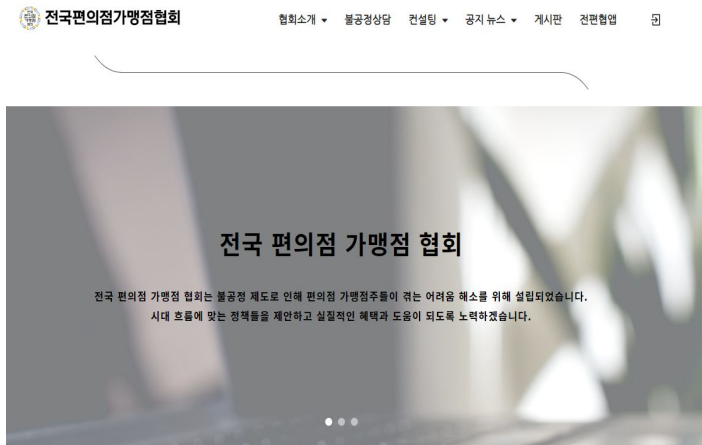 전국편의점가맹점협회
협회소개 ▼ 불공정상담 컨설팅 ▼ 공지 뉴스 ▼ 게시판 전편협앱
전국 편의점 가맹점 협회
전국 편의점 가맹점 협회는 불공정 제도로 인해 편의점 가맹점주들이 겪는 어려움 해소를 위해 설립되었습니다.
시대 흐름에 맞는 정책들을 제안하고 실질적인 혜택과 도움이 되도록 노력하겠습니다.